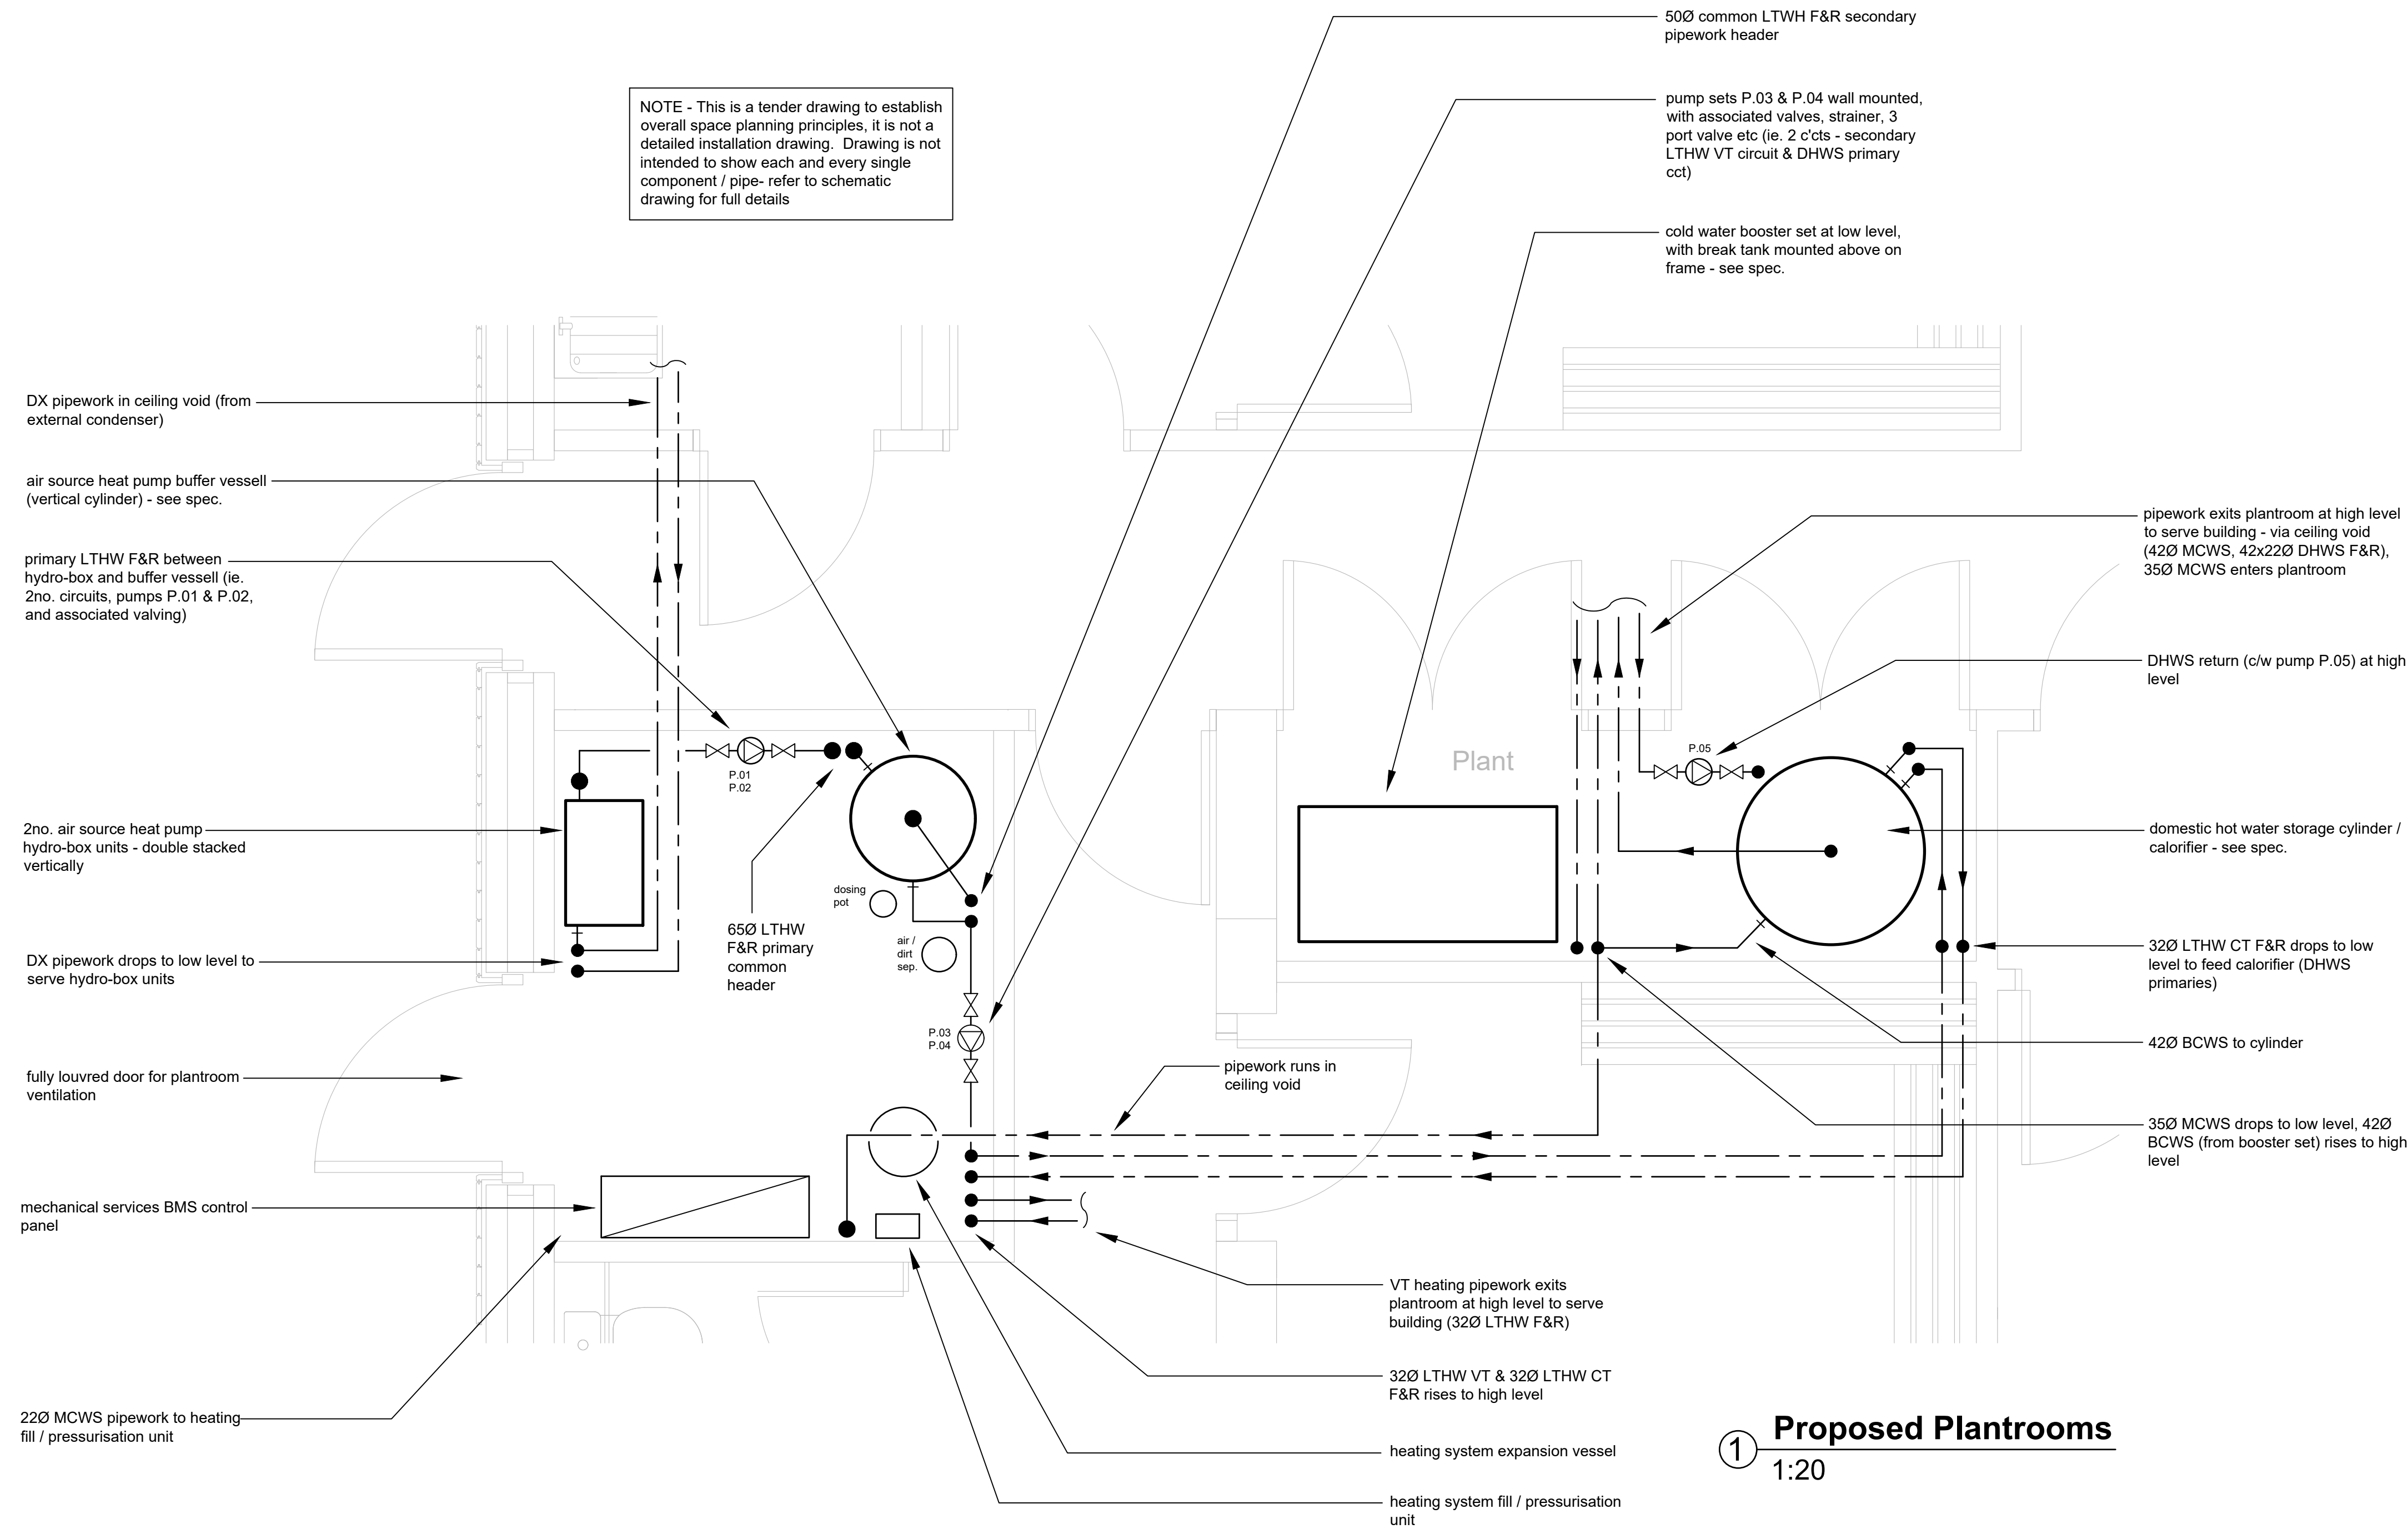 50Ø common LTWH F&R secondary
pipework header
NOTE - This is a tender drawing to establish
overall space planning principles, it is not a
detailed installation drawing.  Drawing is not
intended to show each and every single
component / pipe- refer to schematic
drawing for full details
pump sets P.03 & P.04 wall mounted,
with associated valves, strainer, 3
port valve etc (ie. 2 c'cts - secondary
LTHW VT circuit & DHWS primary
cct)
cold water booster set at low level,
with break tank mounted above on
frame - see spec.
DX pipework in ceiling void (from
external condenser)
air source heat pump buffer vessell
(vertical cylinder) - see spec.
primary LTHW F&R between
hydro-box and buffer vessell (ie.
2no. circuits, pumps P.01 & P.02,
and associated valving)
pipework exits plantroom at high level
to serve building - via ceiling void
(42Ø MCWS, 42x22Ø DHWS F&R),
35Ø MCWS enters plantroom
DHWS return (c/w pump P.05) at high
level
P.05
Plant
P.01
P.02
2no. air source heat pump
hydro-box units - double stacked
vertically
domestic hot water storage cylinder /
calorifier - see spec.
dosing
pot
65Ø LTHW
F&R primary
common
header
air /
dirt
sep.
DX pipework drops to low level to
serve hydro-box units
32Ø LTHW CT F&R drops to low
level to feed calorifier (DHWS
primaries)
P.03
P.04
42Ø BCWS to cylinder
fully louvred door for plantroom
ventilation
pipework runs in
ceiling void
35Ø MCWS drops to low level, 42Ø
BCWS (from booster set) rises to high
level
mechanical services BMS control
panel
VT heating pipework exits
plantroom at high level to serve
building (32Ø LTHW F&R)
32Ø LTHW VT & 32Ø LTHW CT
F&R rises to high level
22Ø MCWS pipework to heating
fill / pressurisation unit
heating system expansion vessel
heating system fill / pressurisation
unit
1
Proposed Plantrooms
1:20